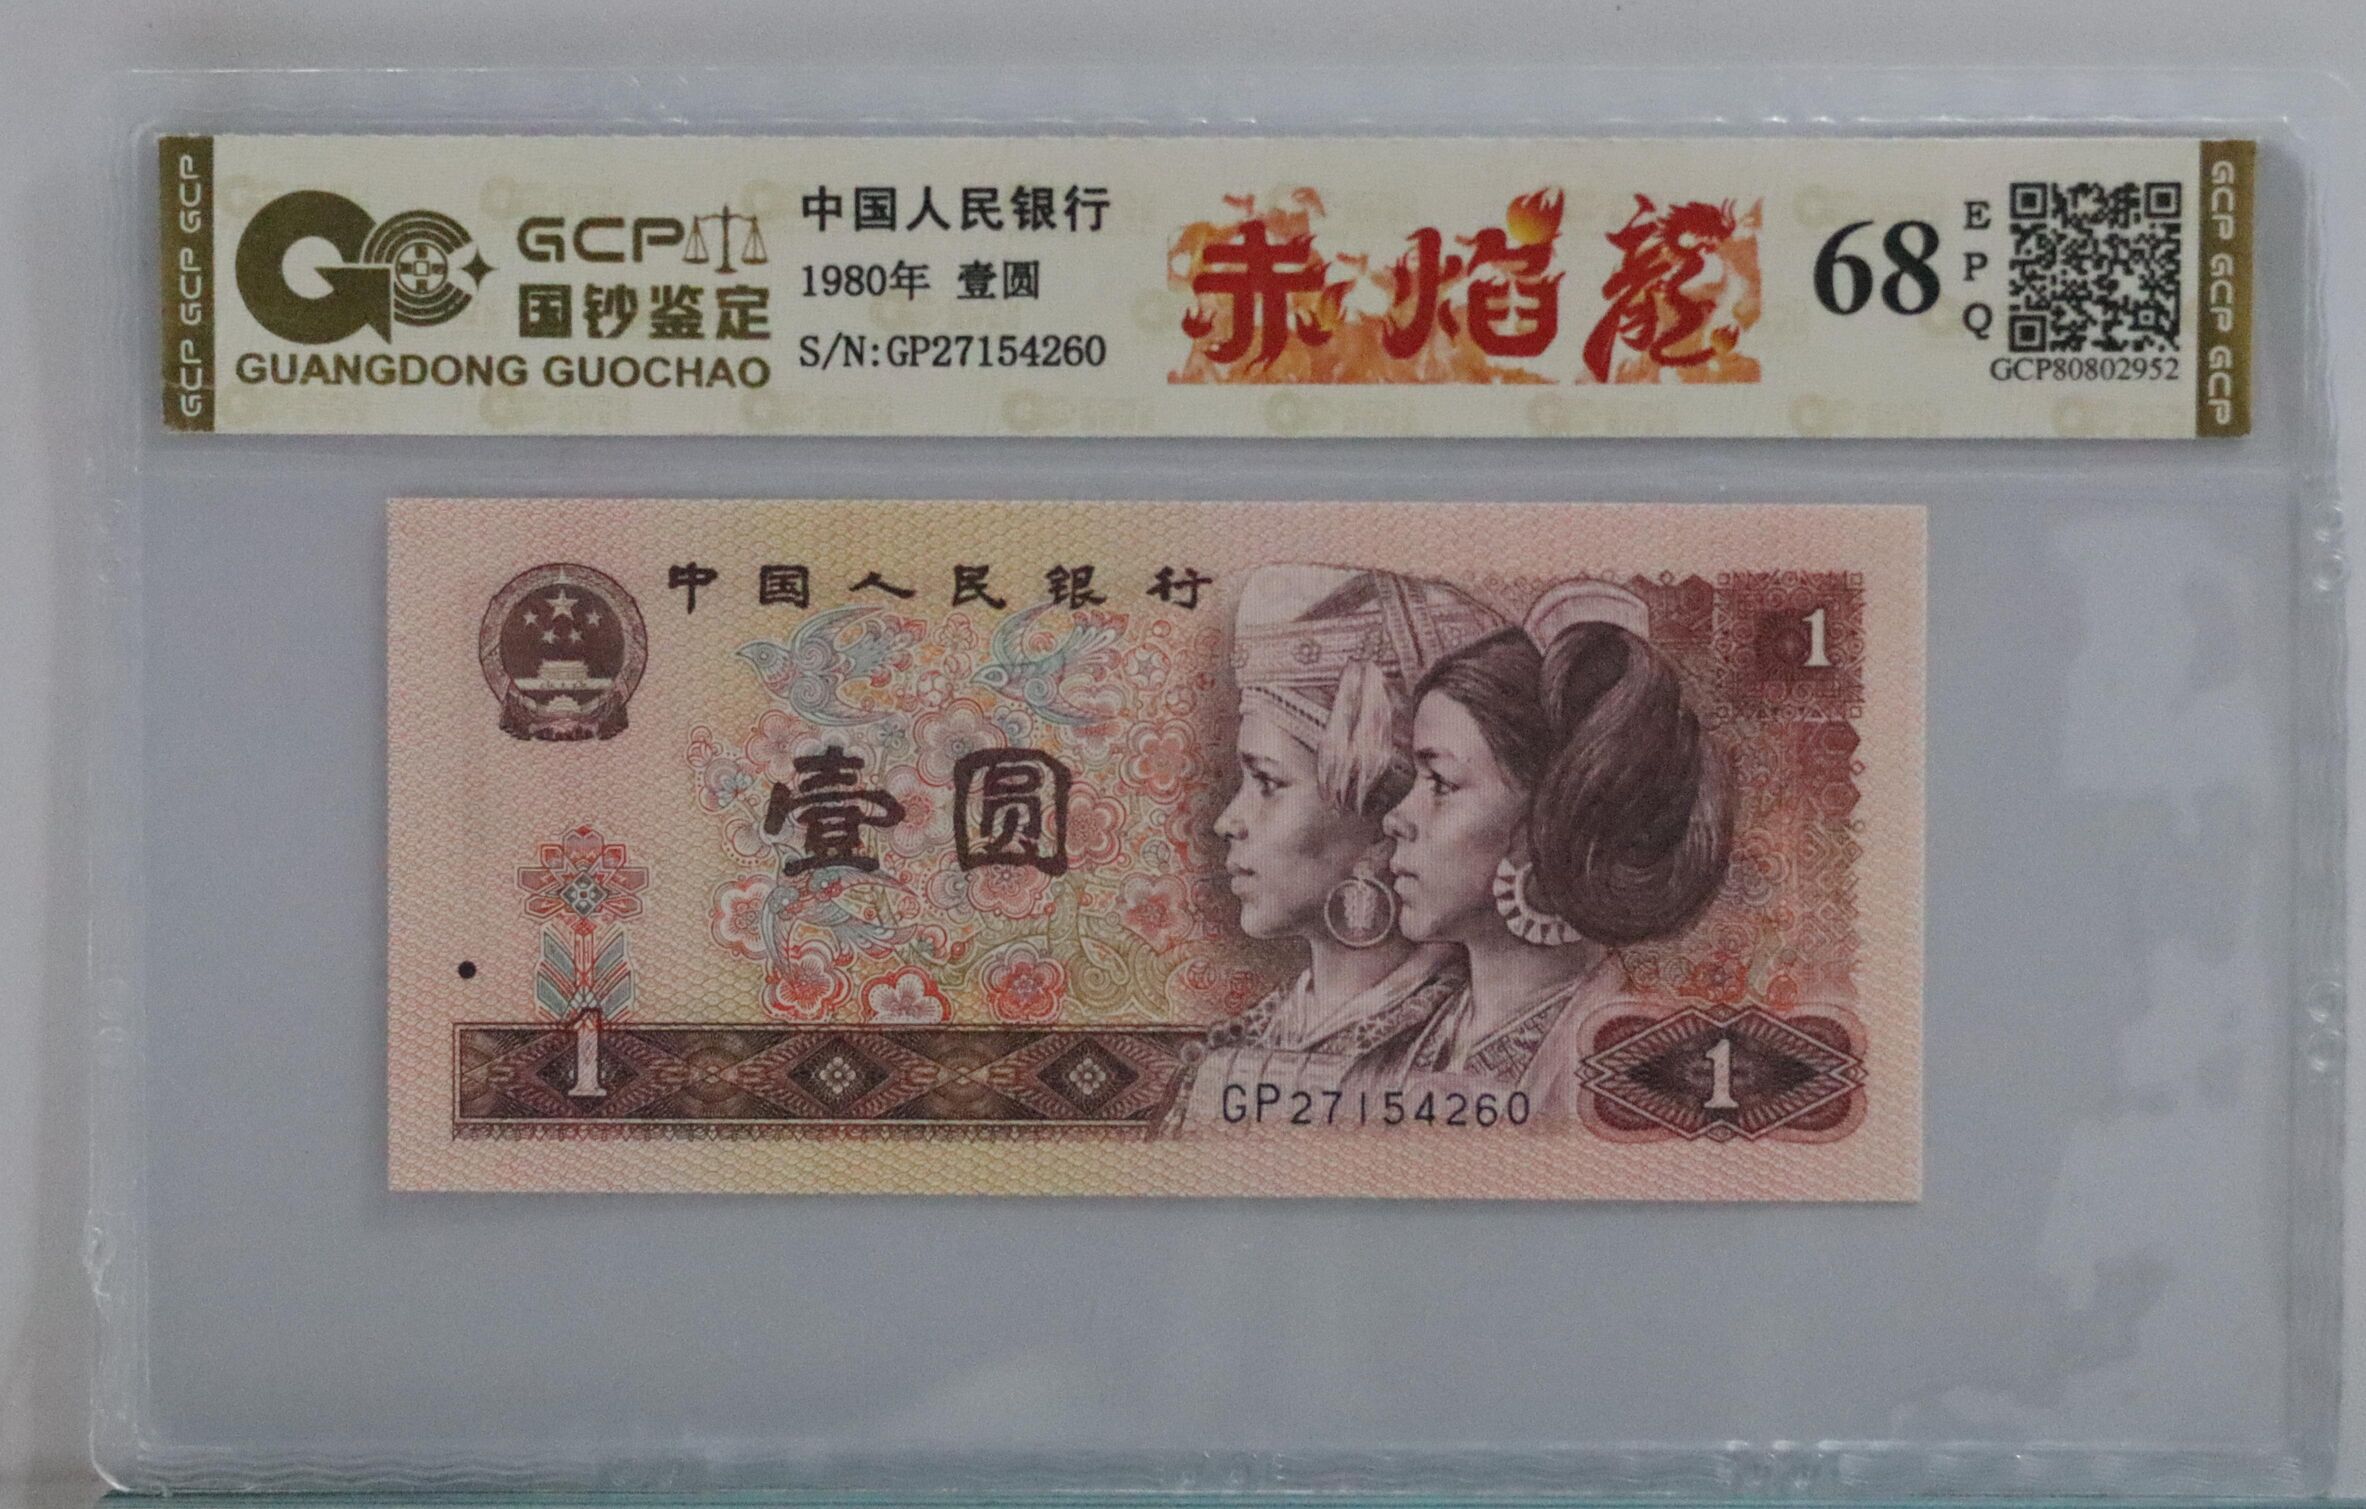 GCP GCP GCP
GCP
国钞鉴定
GUANGDONG GUOCHAO
中国人民银行
1980年 壹圆
S/N:GP27154260
赤焰龍
68
EPQ
GCP80802952
GCP GCP GCP
中国人民银行
1
壹圆
1
1
GP27154260